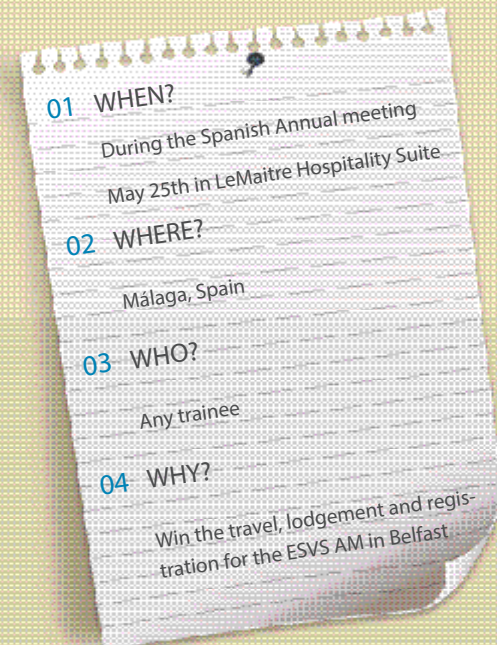 01 WHEN?
During the Spanish Annual meeting
May 25th in LeMaitre Hospitality Suite
02 WHERE?
Málaga, Spain
03 WHO?
Any trainee
04 WHY?
Win the travel, lodgement and regis-
tration for the ESVS AM in Belfast